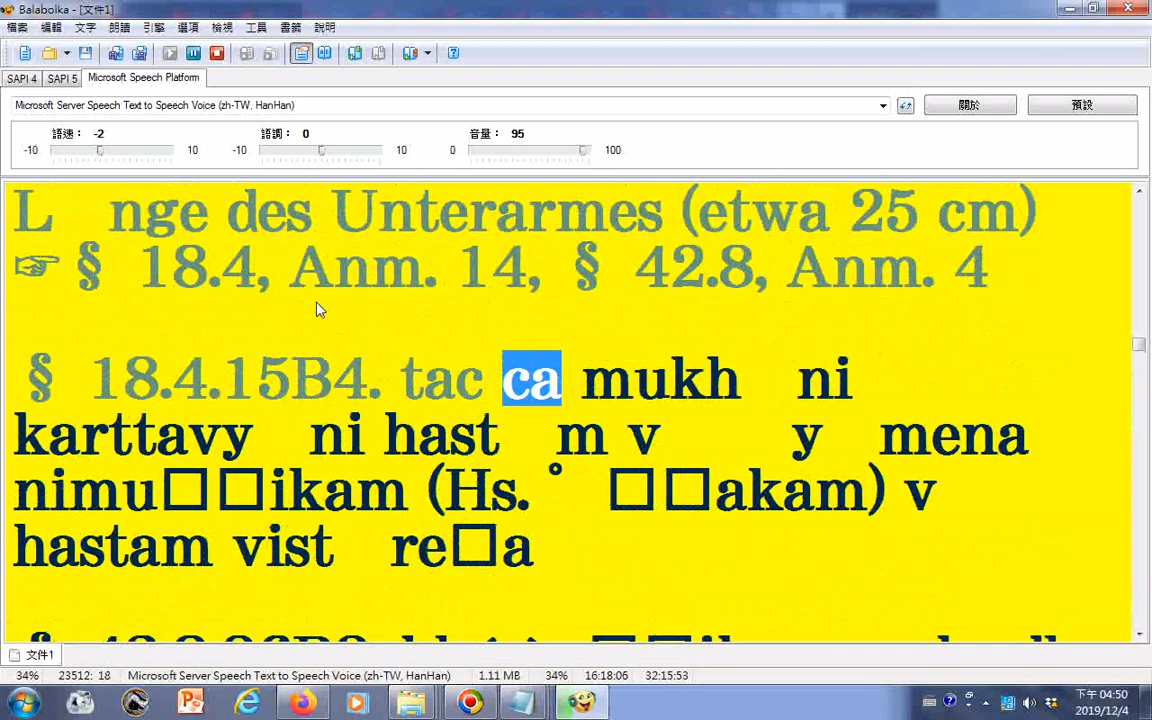 Balabolka - [文件1]
檔案 編輯 文字 朗讀 引擎 選項 檢視 工具 書籤 說明
SAPI 4 SAPI 5 Microsoft Speech Platform
Microsoft Server Speech Text to Speech Voice (zh-TW, HanHan) 關於 預設
語速： -2 語調： 0 音量： 95
-10 10 -10 10 0 100
L nge des Unterarmes (etwa 25 cm)
☞ § 18.4, Anm. 14, § 42.8, Anm. 4
§ 18.4.15B4. tac ca mukh ni
karttavy ni hast m v y mena
nimu□□ikam (Hs. ° □□akam) v
hastam vist re□a
文件1
34% 23512: 18 Microsoft Server Speech Text to Speech Voice (zh-TW, HanHan) 1.11 MB 34% 16:18:06 32:15:53
下午 04:50
2019/12/4